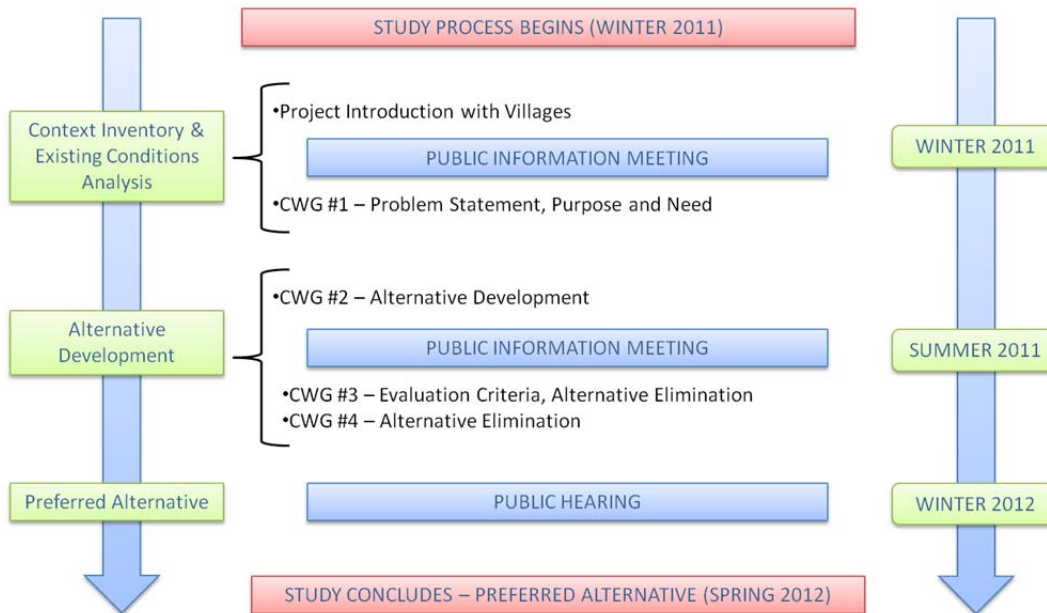 STUDY PROCESS BEGINS (WINTER 2011)
Context Inventory &
Existing Conditions
Analysis
•Project Introduction with Villages
PUBLIC INFORMATION MEETING
•CWG #1 – Problem Statement, Purpose and Need
WINTER 2011
Alternative
Development
•CWG #2 – Alternative Development
PUBLIC INFORMATION MEETING
•CWG #3 – Evaluation Criteria, Alternative Elimination
•CWG #4 – Alternative Elimination
SUMMER 2011
Preferred Alternative
PUBLIC HEARING
WINTER 2012
STUDY CONCLUDES – PREFERRED ALTERNATIVE (SPRING 2012)